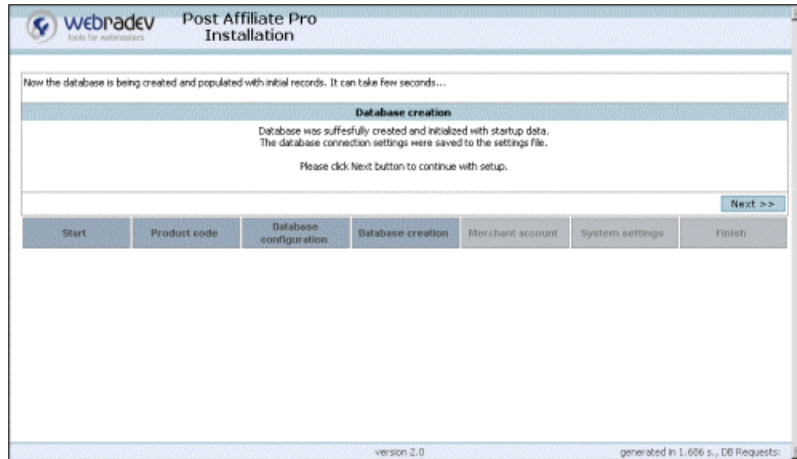 webradev
tools for webmasters
Post Affiliate Pro
Installation
Now the database is being created and populated with initial records. It can take few seconds...
Database creation
Database was suffesfully created and initialized with startup data.
The database connection settings were saved to the settings file.
Please click Next button to continue with setup.
Next >>
Start
Product code
Database
configuration
Database creation
Merchant account
System settings
Finish
version 2.0
generated in 1.686 s., DB Requests: